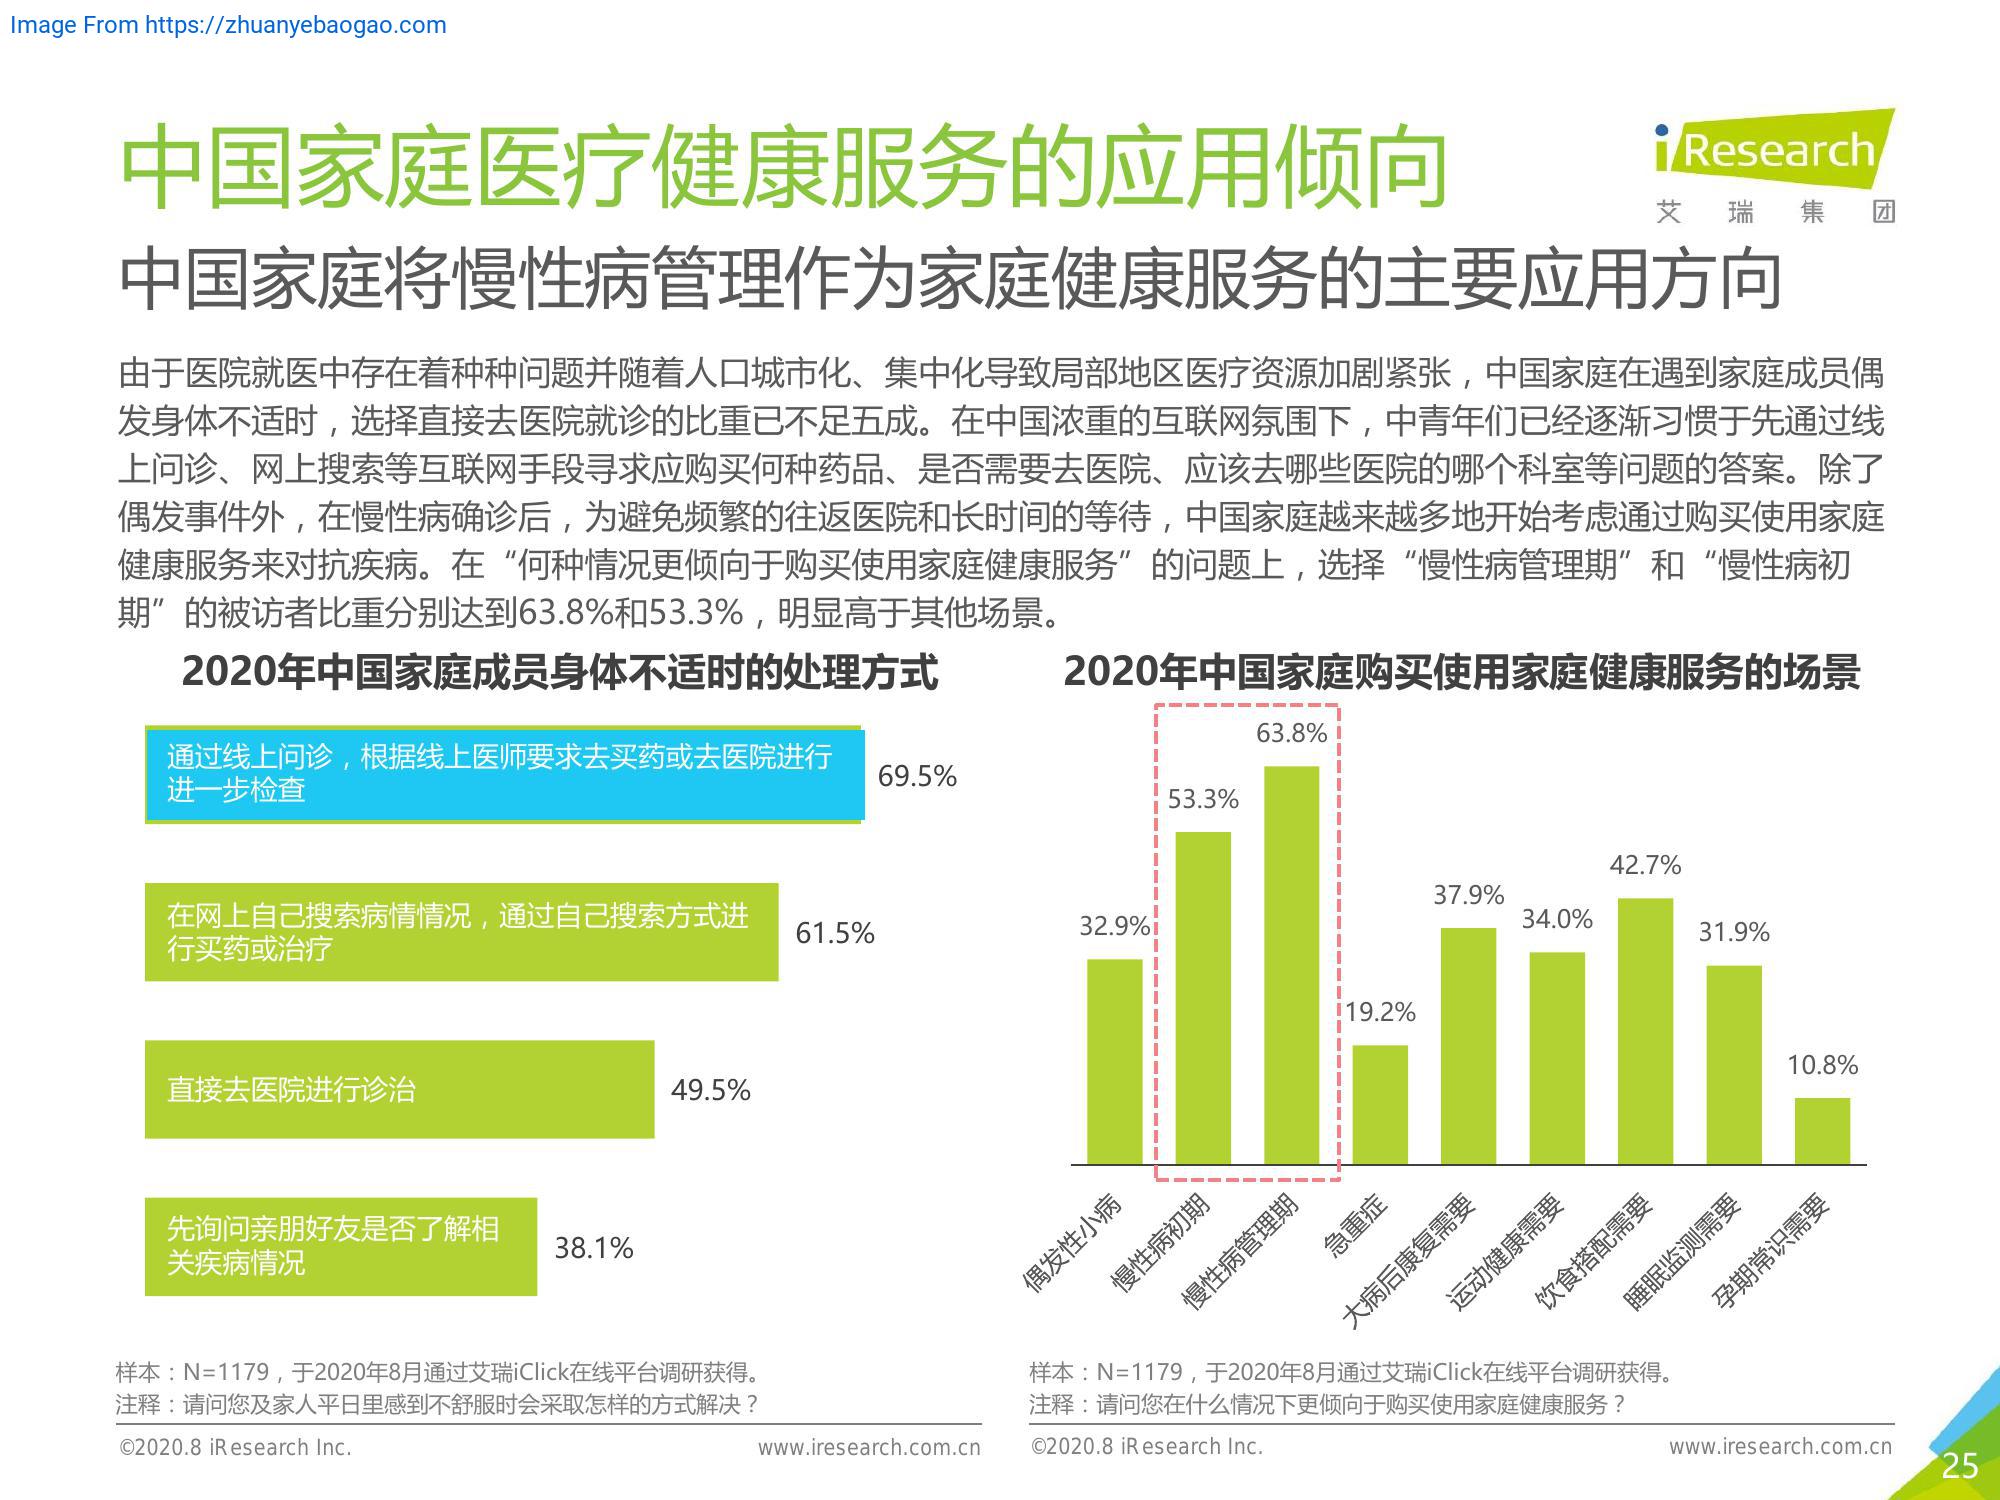 Image From https://zhuanyebaogao.com
中国家庭医疗健康服务的应用倾向
iResearch
艾瑞集团
中国家庭将慢性病管理作为家庭健康服务的主要应用方向
由于医院就医中存在着种种问题并随着人口城市化、集中化导致局部地区医疗资源加剧紧张，中国家庭在遇到家庭成员偶
发身体不适时，选择直接去医院就诊的比重已不足五成。在中国浓重的互联网氛围下，中青年们已经逐渐习惯于先通过线
上问诊、网上搜索等互联网手段寻求应购买何种药品、是否需要去医院、应该去哪些医院的哪个科室等问题的答案。除了
偶发事件外，在慢性病确诊后，为避免频繁的往返医院和长时间的等待，中国家庭越来越多地开始考虑通过购买使用家庭
健康服务来对抗疾病。在“何种情况更倾向于购买使用家庭健康服务”的问题上，选择“慢性病管理期”和“慢性病初
期”的被访者比重分别达到63.8%和53.3%，明显高于其他场景。
2020年中国家庭成员身体不适时的处理方式
通过线上问诊，根据线上医师要求去买药或去医院进行
进一步检查
69.5%
在网上自己搜索病情情况，通过自己搜索方式进
行买药或治疗
61.5%
直接去医院进行诊治
49.5%
先询问亲朋好友是否了解相
关疾病情况
38.1%
样本：N=1179，于2020年8月通过艾瑞iClick在线平台调研获得。
注释：请问您及家人平日里感到不舒服时会采取怎样的方式解决？
©2020.8 iResearch Inc.
www.iresearch.com.cn
2020年中国家庭购买使用家庭健康服务的场景
32.9%
53.3%
63.8%
19.2%
37.9%
34.0%
42.7%
31.9%
10.8%
偶发性小病
慢性病初期
慢性病管理期
急重症
大病后康复需要
运动健康需要
饮食搭配需要
睡眠监测需要
孕期常识需要
样本：N=1179，于2020年8月通过艾瑞iClick在线平台调研获得。
注释：请问您在什么情况下更倾向于购买使用家庭健康服务？
©2020.8 iResearch Inc.
www.iresearch.com.cn
25